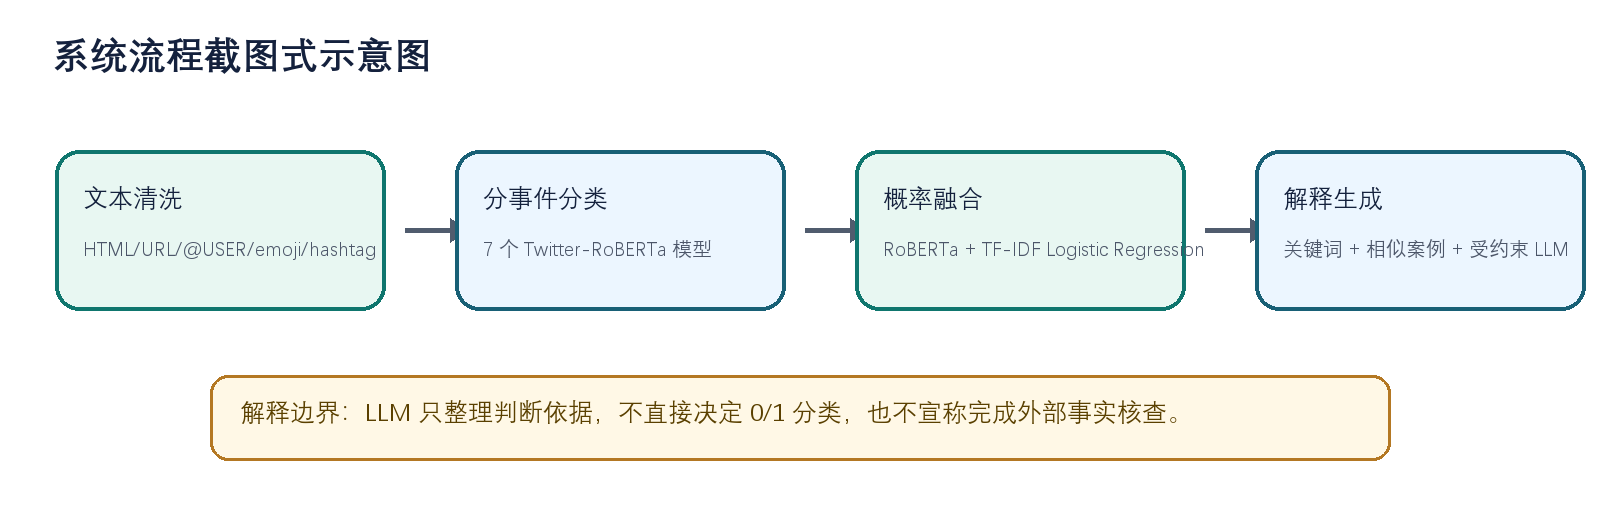 系统流程截图式示意图
文本清洗
HTML/URL/@USER/emoji/hashtag
分事件分类
7 个 Twitter-RoBERTa 模型
概率融合
RoBERTa + TF-IDF Logistic Regression
解释生成
关键词 + 相似案例 + 受约束 LLM
解释边界：LLM 只整理判断依据，不直接决定 0/1 分类，也不宣称完成外部事实核查。